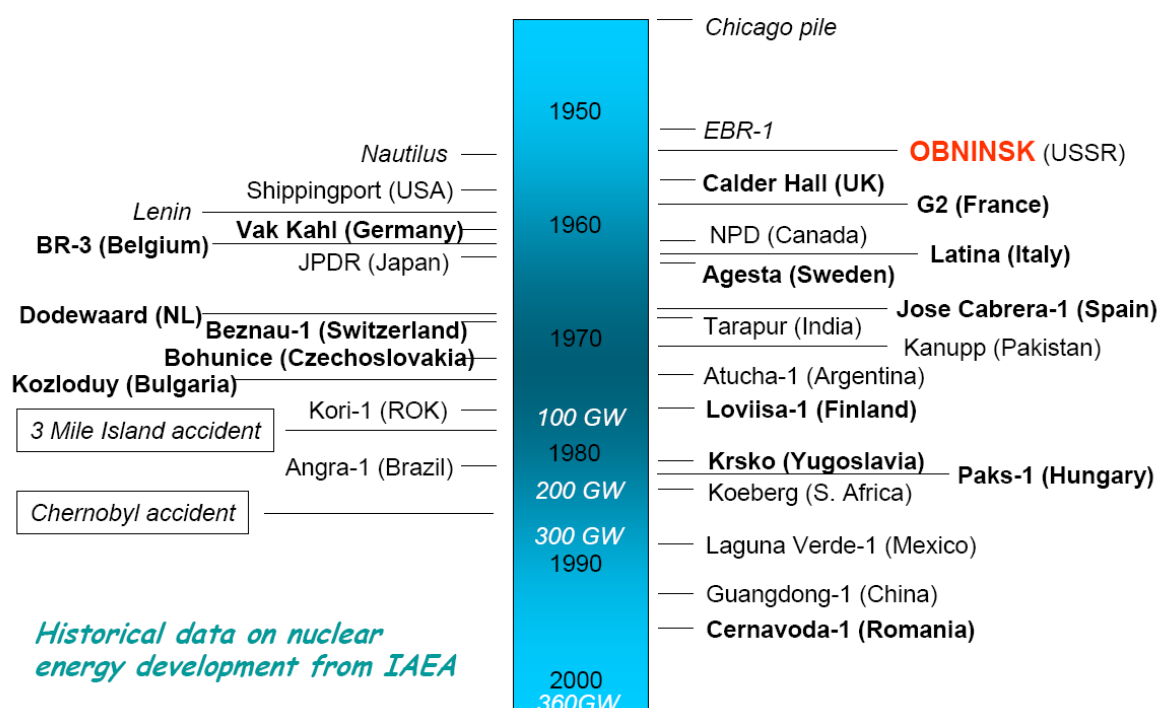 Chicago pile
1950
EBR-1
Nautilus
OBNINSK (USSR)
Shippingport (USA)
Calder Hall (UK)
Lenin
G2 (France)
Vak Kahl (Germany)
1960
NPD (Canada)
BR-3 (Belgium)
Latina (Italy)
JPDR (Japan)
Agesta (Sweden)
Dodewaard (NL)
Jose Cabrera-1 (Spain)
Beznau-1 (Switzerland)
Tarapur (India)
1970
Kanupp (Pakistan)
Bohunice (Czechoslovakia)
Kozloduy (Bulgaria)
Atucha-1 (Argentina)
Kori-1 (ROK)
100 GW
Loviisa-1 (Finland)
3 Mile Island accident
1980
Krsko (Yugoslavia)
Angra-1 (Brazil)
Paks-1 (Hungary)
200 GW
Koeberg (S. Africa)
Chernobyl accident
300 GW
Laguna Verde-1 (Mexico)
1990
Guangdong-1 (China)
Cernavoda-1 (Romania)
Historical data on nuclear
energy development from IAEA
2000
360GW